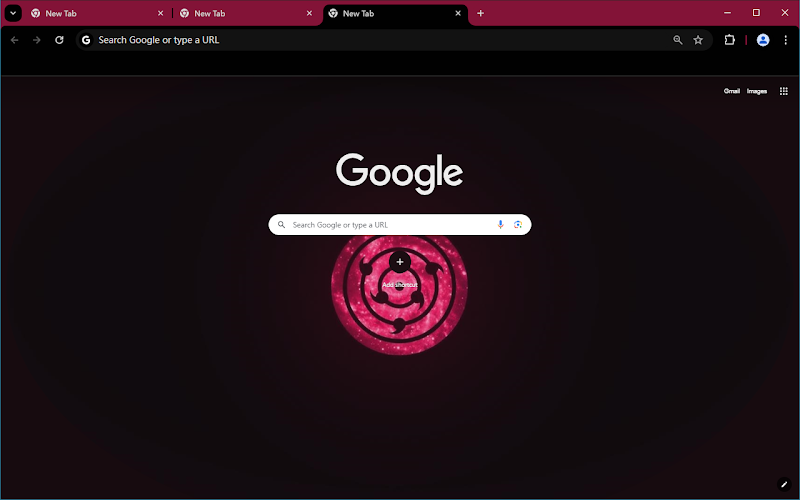 New Tab
New Tab
New Tab
Search Google or type a URL
Gmail Images
Google
Search Google or type a URL
Add shortcut